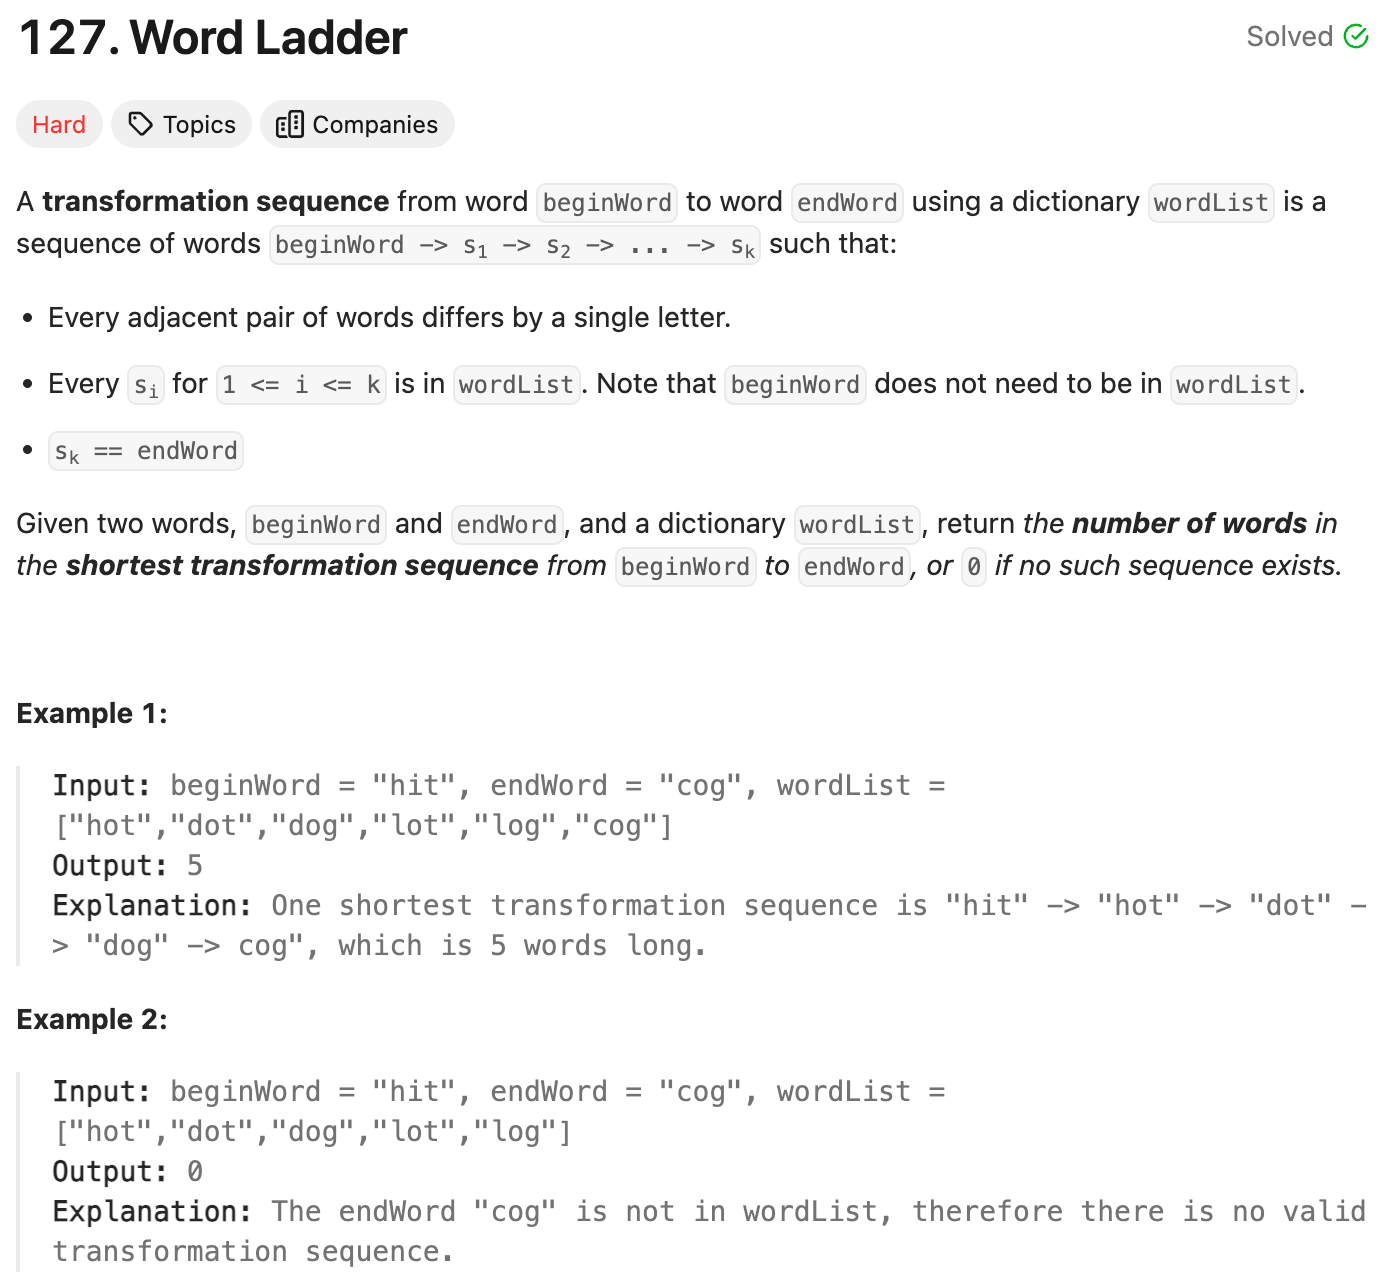 127. Word Ladder
Solved
Hard
Topics
Companies
A transformation sequence from word beginWord to word endWord using a dictionary wordList is a
sequence of words beginWord -> s1 -> s2 -> ... -> sk such that:
• Every adjacent pair of words differs by a single letter.
• Every si for 1 <= i <= k is in wordList. Note that beginWord does not need to be in wordList.
• sk == endWord
Given two words, beginWord and endWord, and a dictionary wordList, return the number of words in
the shortest transformation sequence from beginWord to endWord, or 0 if no such sequence exists.
Example 1:
Input: beginWord = "hit", endWord = "cog", wordList =
["hot","dot","dog","lot","log","cog"]
Output: 5
Explanation: One shortest transformation sequence is "hit" -> "hot" -> "dot" -
> "dog" -> cog", which is 5 words long.
Example 2:
Input: beginWord = "hit", endWord = "cog", wordList =
["hot","dot","dog","lot","log"]
Output: 0
Explanation: The endWord "cog" is not in wordList, therefore there is no valid
transformation sequence.